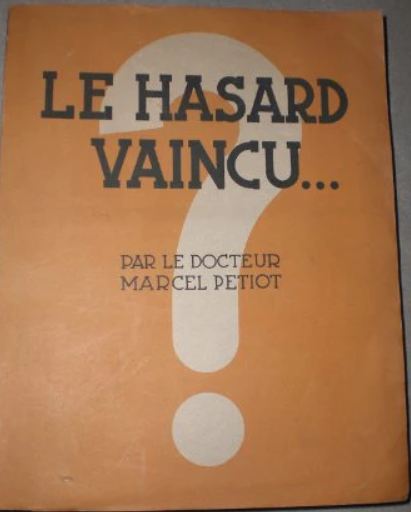 LE HASARD
VAINCU...
PAR LE DOCTEUR
MARCEL PETIOT
?